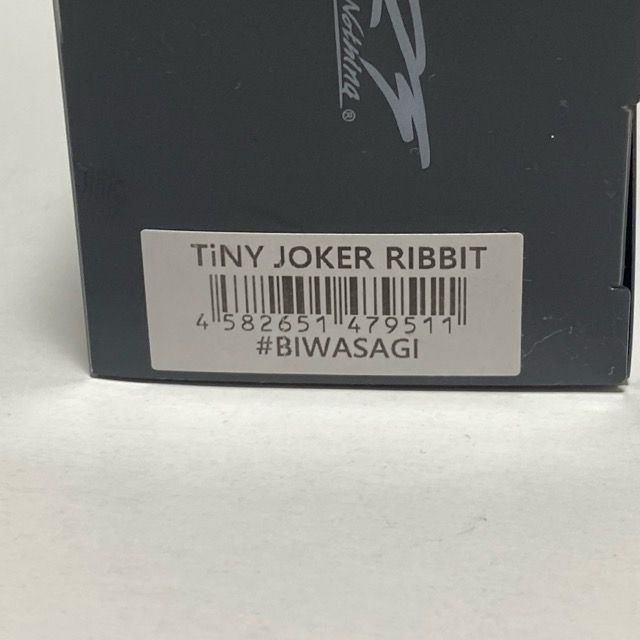 TiNY JOKER RIBBIT
4 582651 479511
#BIWASAGI
®